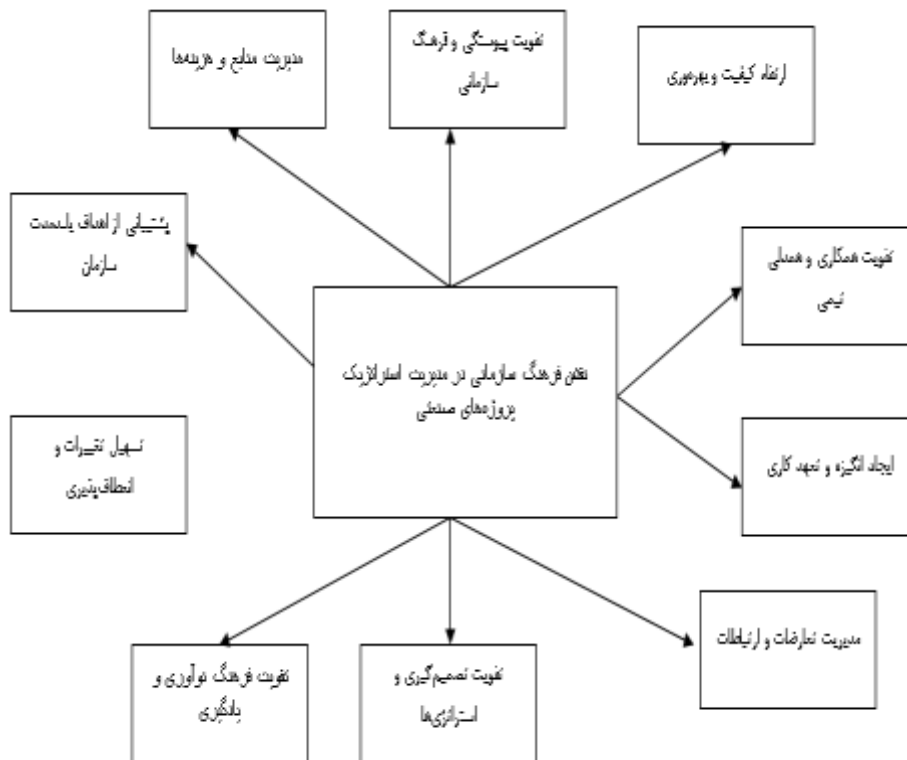 مدیریت منابع و هزینه‌ها
تقویت پیوستگی و فرهنگ
سازمانی
ارتقاء کیفیت و بهره‌وری
پشتیبانی از اهداف بلندمدت
سازمان
تقویت همکاری و همدلی
تیمی
نقش فرهنگ سازمانی در مدیریت استراتژیک
پروژه‌های صنعتی
تسهیل تغییرات و
انعطاف‌پذیری
ایجاد انگیزه و تعهد کاری
مدیریت تعارضات و ارتباطات
تقویت فرهنگ نوآوری و
یادگیری
تقویت تصمیم‌گیری و
استراتژی‌ها